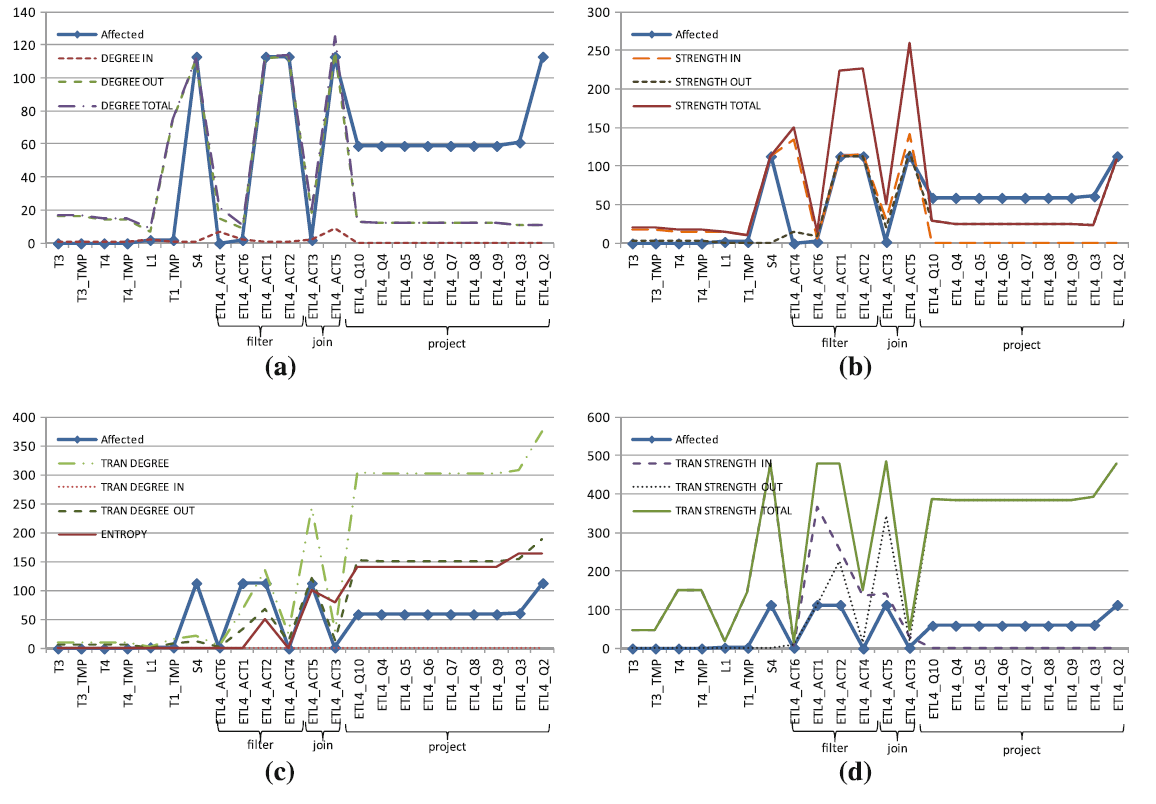 140
120
100
80
60
40
20
0
Affected
DEGREE IN
DEGREE OUT
DEGREE TOTAL
T3
T3_TMP
T4
T4_TMP
L1
T1_TMP
S4
ETL4_ACT4
ETL4_ACT6
ETL4_ACT1
ETL4_ACT2
ETL4_ACT3
ETL4_ACT5
ETL4_Q10
ETL4_Q4
ETL4_Q5
ETL4_Q6
ETL4_Q7
ETL4_Q8
ETL4_Q9
ETL4_Q3
ETL4_Q2
filter
join
project
(a)
300
250
200
150
100
50
0
Affected
STRENGTH IN
STRENGTH OUT
STRENGTH TOTAL
T3
T3_TMP
T4
T4_TMP
L1
T1_TMP
S4
ETL4_ACT4
ETL4_ACT6
ETL4_ACT1
ETL4_ACT2
ETL4_ACT3
ETL4_ACT5
ETL4_Q10
ETL4_Q4
ETL4_Q5
ETL4_Q6
ETL4_Q7
ETL4_Q8
ETL4_Q9
ETL4_Q3
ETL4_Q2
filter
join
project
(b)
400
350
300
250
200
150
100
50
0
Affected
TRAN DEGREE
TRAN DEGREE IN
TRAN DEGREE OUT
ENTROPY
T3
T3_TMP
T4
T4_TMP
L1
T1_TMP
S4
ETL4_ACT6
ETL4_ACT1
ETL4_ACT2
ETL4_ACT4
ETL4_ACT5
ETL4_ACT3
ETL4_Q10
ETL4_Q4
ETL4_Q5
ETL4_Q6
ETL4_Q7
ETL4_Q8
ETL4_Q9
ETL4_Q3
ETL4_Q2
filter
join
project
(c)
600
500
400
300
200
100
0
Affected
TRAN STRENGTH IN
TRAN STRENGTH OUT
TRAN STRENGTH TOTAL
T3
T3_TMP
T4
T4_TMP
L1
T1_TMP
S4
ETL4_ACT6
ETL4_ACT1
ETL4_ACT2
ETL4_ACT4
ETL4_ACT5
ETL4_ACT3
ETL4_Q10
ETL4_Q4
ETL4_Q5
ETL4_Q6
ETL4_Q7
ETL4_Q8
ETL4_Q9
ETL4_Q3
ETL4_Q2
filter
join
project
(d)